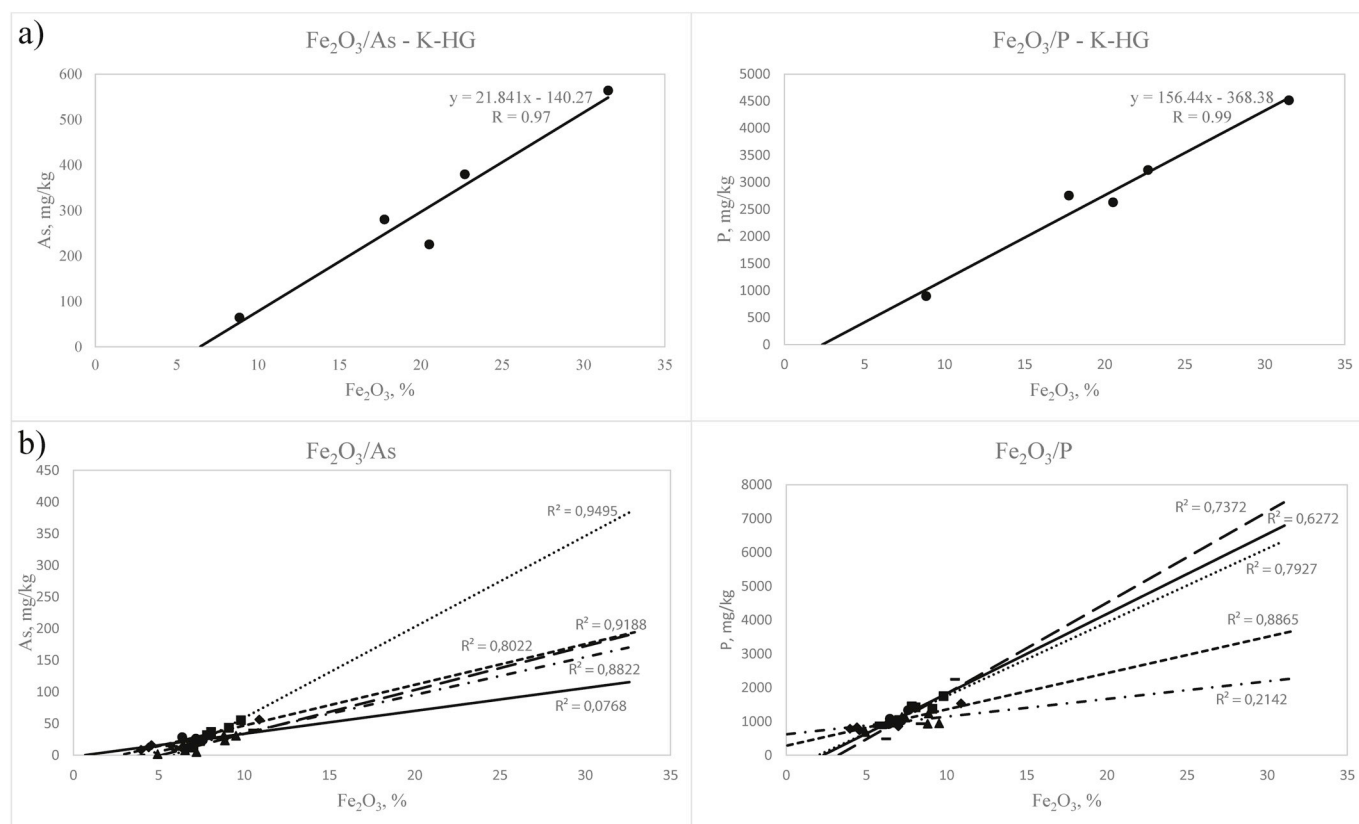 a)
Fe₂O₃/As - K-HG
600
500
400
300
200
100
0
As, mg/kg
y = 21.841x - 140.27
R = 0.97
0 5 10 15 20 25 30 35
Fe₂O₃, %
Fe₂O₃/P - K-HG
5000
4500
4000
3500
3000
2500
2000
1500
1000
500
0
P, mg/kg
y = 156.44x - 368.38
R = 0.99
0 5 10 15 20 25 30 35
Fe₂O₃, %
b)
Fe₂O₃/As
450
400
350
300
250
200
150
100
50
0
As, mg/kg
R² = 0,9495
R² = 0,9188
R² = 0,8022
R² = 0,8822
R² = 0,0768
0 5 10 15 20 25 30 35
Fe₂O₃, %
Fe₂O₃/P
8000
7000
6000
5000
4000
3000
2000
1000
0
P, mg/kg
R² = 0,7372
R² = 0,6272
R² = 0,7927
R² = 0,8865
R² = 0,2142
0 5 10 15 20 25 30 35
Fe₂O₃, %